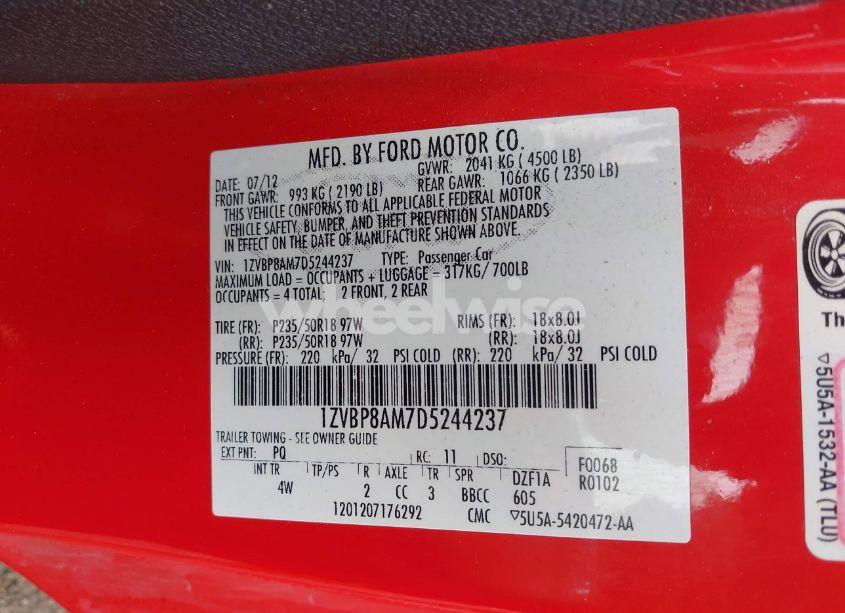 MFD. BY FORD MOTOR CO.
DATE: 07/12 GVWR: 2041 KG ( 4500 LB)
FRONT GAWR: 993 KG ( 2190 LB) REAR GAWR: 1066 KG ( 2350 LB)
THIS VEHICLE CONFORMS TO ALL APPLICABLE FEDERAL MOTOR
VEHICLE SAFETY, BUMPER, AND THEFT PREVENTION STANDARDS
IN EFFECT ON THE DATE OF MANUFACTURE SHOWN ABOVE.
VIN: 1ZVBP8AM7D5244237 TYPE: Passenger Car
MAXIMUM LOAD = OCCUPANTS + LUGGAGE = 317KG/ 700LB
OCCUPANTS = 4 TOTAL: 2 FRONT, 2 REAR
wheelwise
TIRE (FR): P235/50R18 97W RIMS (FR): 18x8.0J
(RR): P235/50R18 97W (RR): 18x8.0J
PRESSURE (FR): 220 kPa/ 32 PSI COLD (RR): 220 kPa/ 32 PSI COLD
1ZVBP8AM7D5244237
TRAILER TOWING - SEE OWNER GUIDE
EXT PNT: PQ RC: 11 DSO: F0068
INT TR TP/PS R AXLE TR SPR DZF1A R0102
4W 2 CC 3 BBCC 605
1201207176292 CMC ▽5U5A-5420472-AA
Th
▽5U5A-1532-AA (TLU)